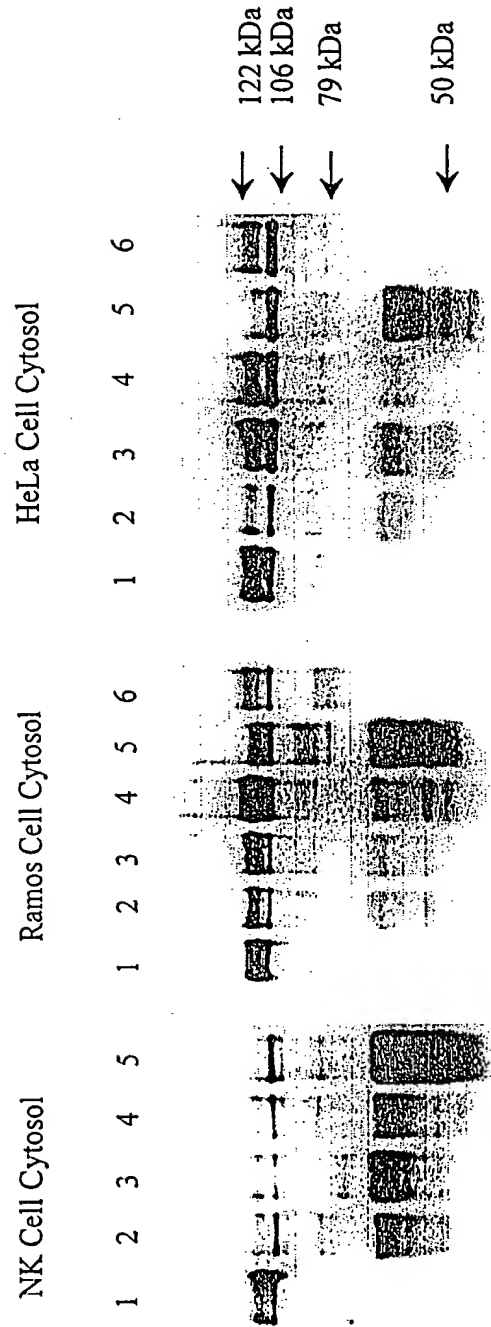 NK Cell Cytosol
1 2 3 4 5
Ramos Cell Cytosol
1 2 3 4 5 6
HeLa Cell Cytosol
1 2 3 4 5 6
122 kDa
106 kDa
79 kDa
50 kDa